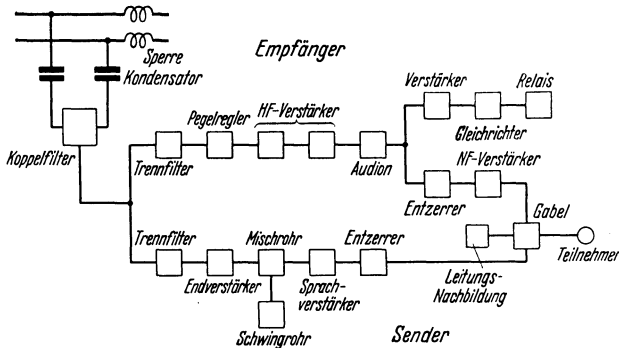 Sperre
Kondensator
Empfänger
Verstärker
Relais
Pegelregler
HF-Verstärker
Koppelfilter
Trennfilter
Audion
Gleichrichter
NF-Verstärker
Entzerrer
Gabel
Trennfilter
Mischrohr
Entzerrer
Teilnehmer
Endverstärker
Sprach-
verstärker
Leitungs-
Nachbildung
Schwingrohr
Sender